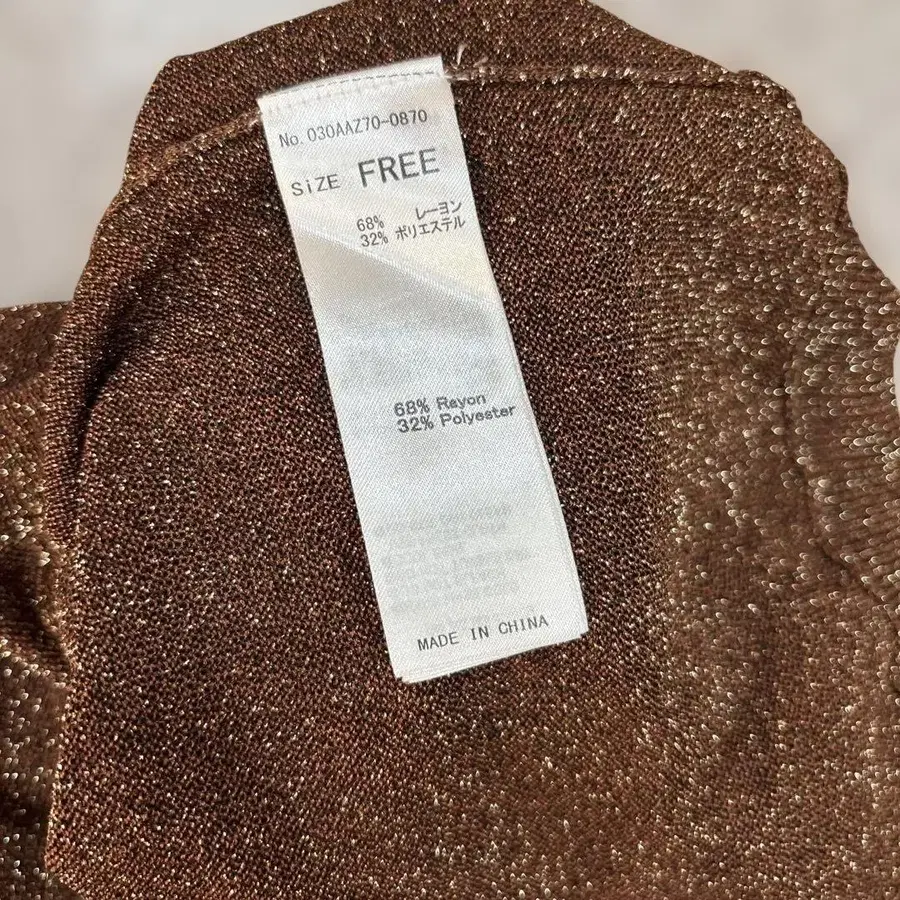 No. 030AAZ70-0870
SiZE FREE
68% レーヨン
32% ポリエステル
68% Rayon
32% Polyester
MADE IN CHINA